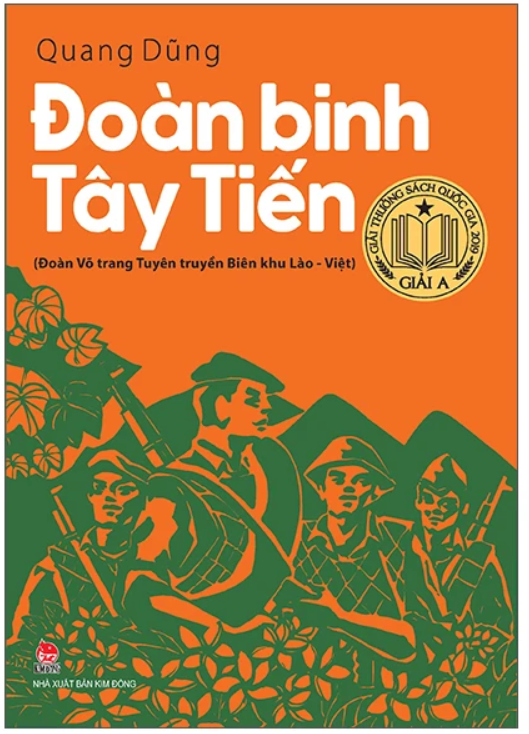 Quang Dũng
Đoàn binh
Tây Tiến
(Đoàn Võ trang Tuyên truyền Biên khu Lào - Việt)
GIẢI THƯỞNG SÁCH QUỐC GIA 2019
GIẢI A
NHÀ XUẤT BẢN KIM ĐỒNG